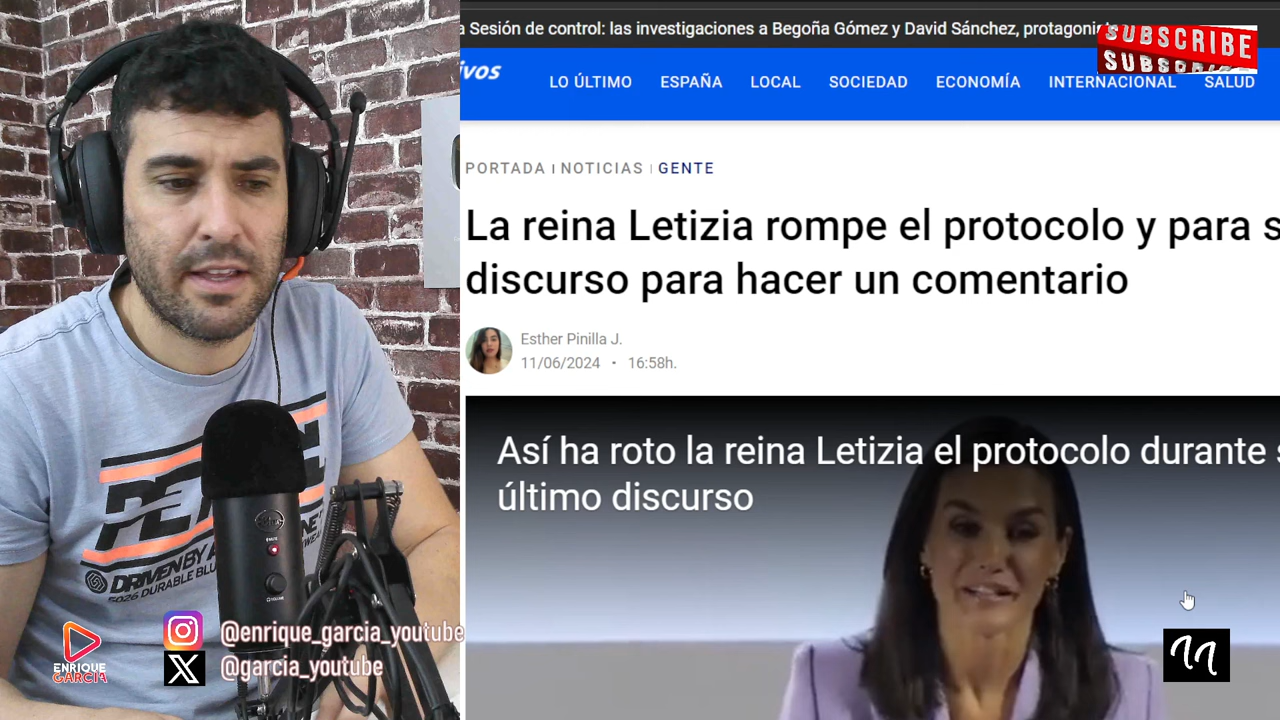 a Sesión de control: las investigaciones a Begoña Gómez y David Sánchez,
SUBSCRIBE
SUBSCRIBE
ivos
LO ÚLTIMO ESPAÑA LOCAL SOCIEDAD ECONOMÍA INTERNACIONAL SALUD
PORTADA | NOTICIAS | GENTE
La reina Letizia rompe el protocolo y para s
discurso para hacer un comentario
Esther Pinilla J.
11/06/2024 • 16:58h.
Así ha roto la reina Letizia el protocolo durante s
último discurso
DRIVEN BY
5026 DURABLE
@enrique_garcia_youtube
@garcia_youtube
ENRIQUE
GARCIA